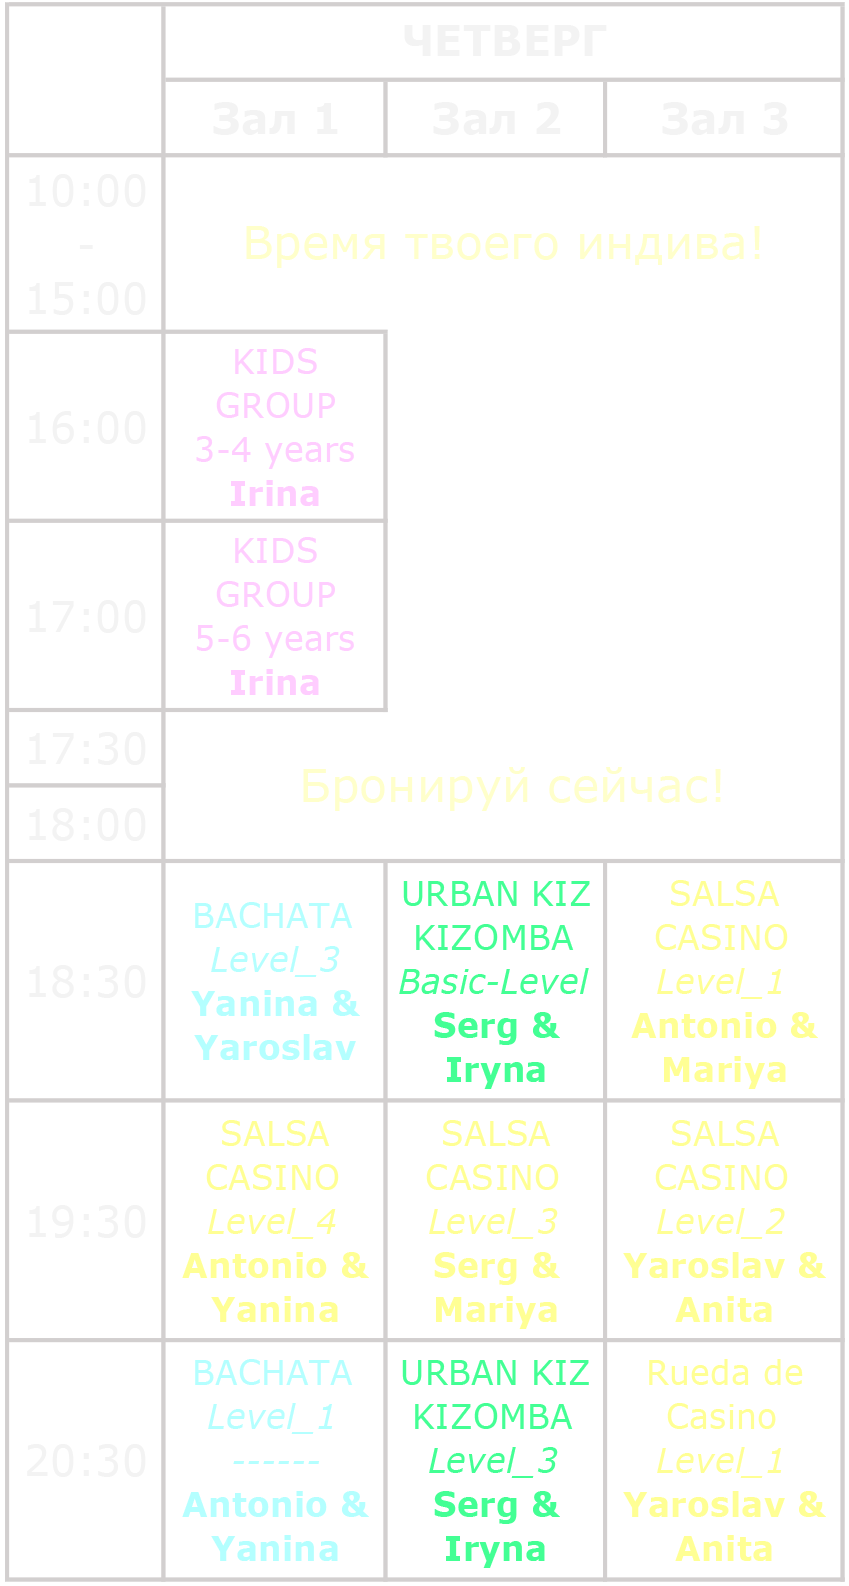 ЧЕТВЕРГ
Зал 1
Зал 2
Зал 3
10:00
-
15:00
Время твоего индива!
16:00
KIDS
GROUP
3-4 years
Irina
17:00
KIDS
GROUP
5-6 years
Irina
17:30
18:00
Бронируй сейчас!
18:30
BACHATA
Level_3
Yanina &
Yaroslav
URBAN KIZ
KIZOMBA
Basic-Level
Serg &
Iryna
SALSA
CASINO
Level_1
Antonio &
Mariya
19:30
SALSA
CASINO
Level_4
Antonio &
Yanina
SALSA
CASINO
Level_3
Serg &
Mariya
SALSA
CASINO
Level_2
Yaroslav &
Anita
20:30
BACHATA
Level_1
------
Antonio &
Yanina
URBAN KIZ
KIZOMBA
Level_3
Serg &
Iryna
Rueda de
Casino
Level_1
Yaroslav &
Anita